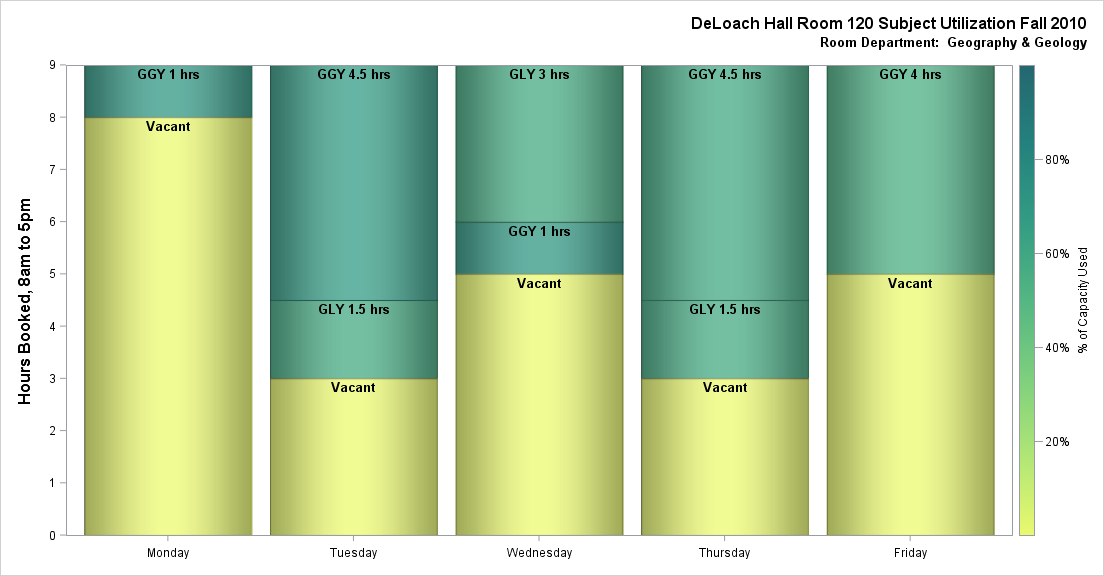 DeLoach Hall Room 120 Subject Utilization Fall 2010
Room Department: Geography & Geology
Hours Booked, 8am to 5pm
9
8
7
6
5
4
3
2
1
0
GGY 1 hrs
Vacant
GGY 4.5 hrs
GLY 1.5 hrs
Vacant
GLY 3 hrs
GGY 1 hrs
Vacant
GGY 4.5 hrs
GLY 1.5 hrs
Vacant
GGY 4 hrs
Vacant
Monday
Tuesday
Wednesday
Thursday
Friday
80%
60%
40%
20%
% of Capacity Used